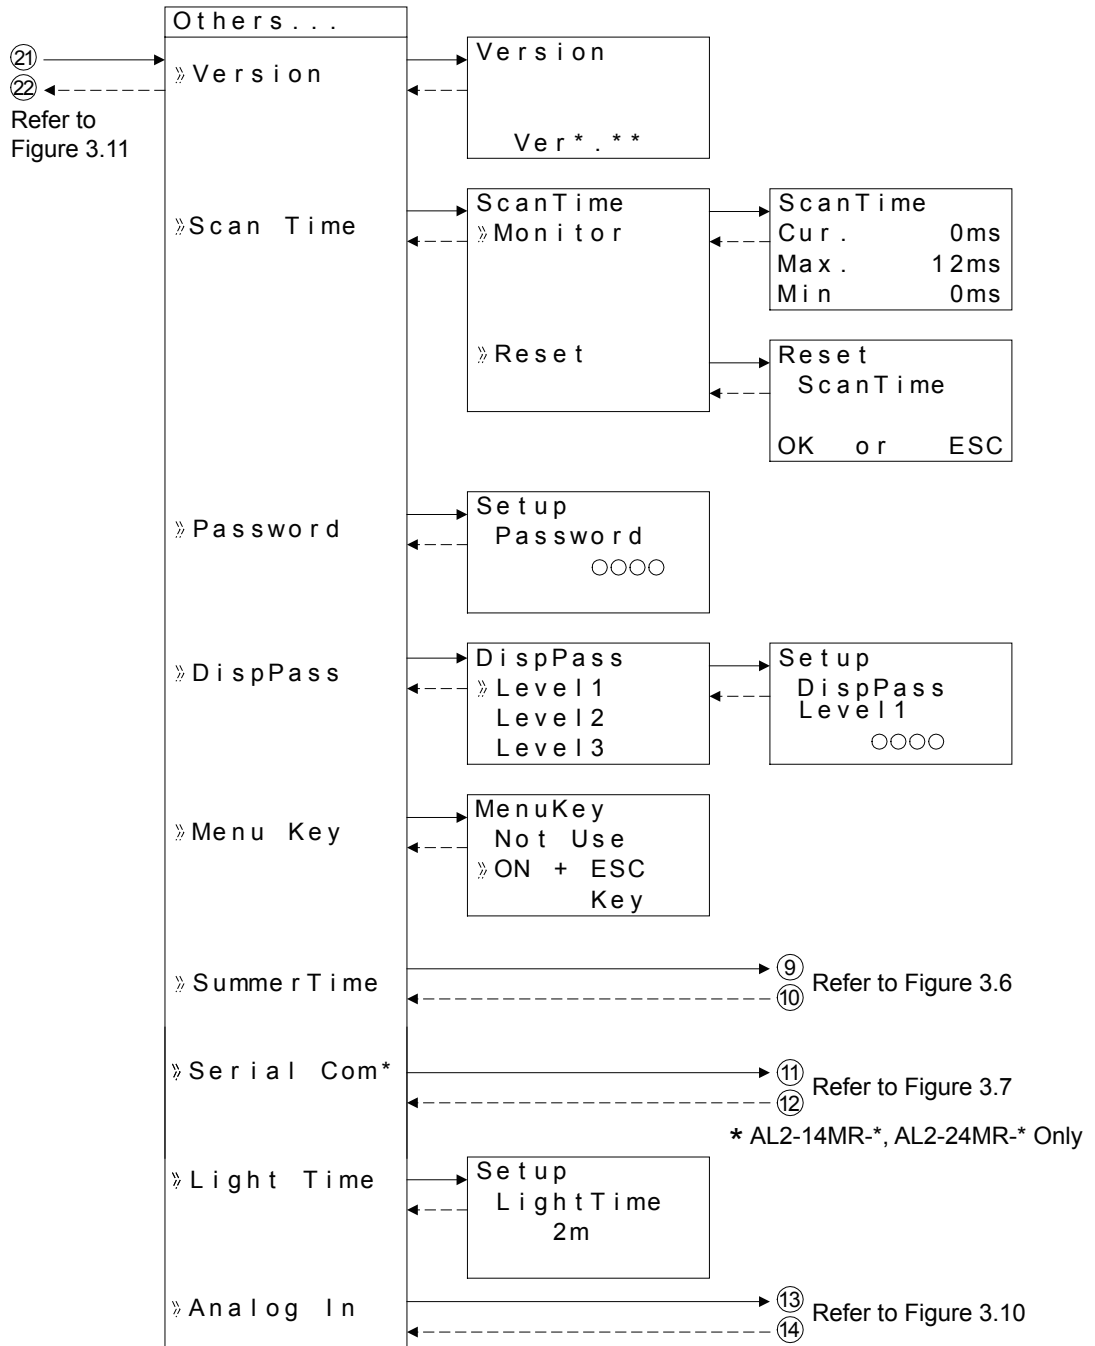 Others...
㉑
㉒
Refer to
Figure 3.11
»Version
Version
Ver*.**
»Scan Time
ScanTime
»Monitor
»Reset
ScanTime
Cur. 0ms
Max. 12ms
Min 0ms
Reset
ScanTime
OK or ESC
»Password
Setup
Password
○○○○
»DispPass
DispPass
»Level1
Level2
Level3
Setup
DispPass
Level1
○○○○
»Menu Key
MenuKey
Not Use
»ON + ESC
Key
»SummerTime
⑨
⑩
Refer to Figure 3.6
»Serial Com*
⑪
⑫
Refer to Figure 3.7
* AL2-14MR-*, AL2-24MR-* Only
»Light Time
Setup
LightTime
2m
»Analog In
⑬
⑭
Refer to Figure 3.10